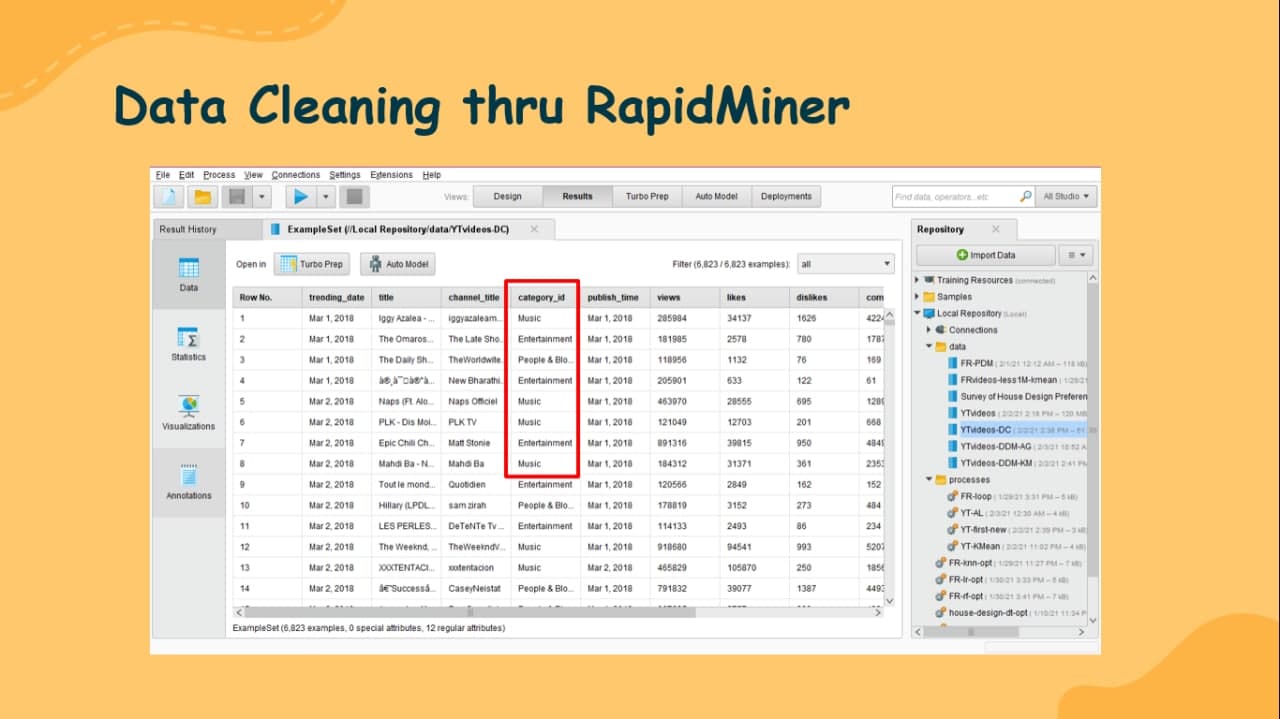 Data Cleaning thru RapidMiner
File Edit Process View Connections Settings Extensions Help
Views: Design Results Turbo Prep Auto Model Deployments Find data, operators...etc All Studio
Result History ExampleSet (//Local Repository/data/YTvideos-DC) Repository
Open in Turbo Prep Auto Model Filter (6,823 / 6,823 examples): all
Import Data
Data
Statistics
Visualizations
Annotations
Row No. trending_date title channel_title category_id publish_time views likes dislikes com
1 Mar 1, 2018 Iggy Azalea - ... iggyazaleam... Music Mar 1, 2018 285984 34137 1626 4224
2 Mar 1, 2018 The Omaros... The Late Sho... Entertainment Mar 1, 2018 181985 2578 780 1787
3 Mar 1, 2018 The Daily Sh... TheWorldwite... People & Blo... Mar 1, 2018 118956 1132 76 169
4 Mar 1, 2018 New Bharathi... Entertainment Mar 1, 2018 205901 633 122 61
5 Mar 2, 2018 Naps (Ft. Alo... Naps Officiel Music Mar 1, 2018 463970 28555 695 1289
6 Mar 2, 2018 PLK - Dis Moi... PLK TV Music Mar 1, 2018 121049 12703 201 668
7 Mar 2, 2018 Epic Chili Ch... Matt Stonie Entertainment Mar 1, 2018 891316 39815 950 4849
8 Mar 2, 2018 Mahdi Ba - N... Mahdi Ba Music Mar 1, 2018 184312 31371 361 2353
9 Mar 2, 2018 Tout le mond... Quotidien Entertainment Mar 1, 2018 120566 2849 162 152
10 Mar 2, 2018 Hillary (LPDL... sam zirah People & Blo... Mar 1, 2018 178819 3152 273 484
11 Mar 2, 2018 LES PERLES... DeTeNTe Tv ... Entertainment Mar 1, 2018 114133 2493 86 234
12 Mar 2, 2018 The Weeknd, ... TheWeekndV... Music Mar 1, 2018 918680 94541 993 5207
13 Mar 2, 2018 XXXTENTACI... xxxtentacion Music Mar 2, 2018 465829 105870 250 1856
14 Mar 2, 2018 â€"Successâ... CaseyNeistat People & Blo... Mar 1, 2018 791832 39077 1387 4493
ExampleSet (6,823 examples, 0 special attributes, 12 regular attributes)
Training Resources (connected)
Samples
Local Repository (Local)
Connections
data
FR-PDM (2/1/21 12:12 AM – 118 kB)
FRvideos-less1M-kmean (1/29/21
Survey of House Design Preferen
YTvideos (2/2/21 2:18 PM – 120 MB
YTvideos-DC (2/2/21 2:38 PM – 51
YTvideos-DDM-AG (2/3/21 10:52 A
YTvideos-DDM-KM (2/2/21 2:41 PM
processes
FR-loop (1/29/21 3:31 PM – 5 kB)
YT-AL (2/3/21 12:30 AM – 4 kB)
YT-first-new (2/2/21 2:39 PM – 3 kB)
YT-KMean (2/2/21 11:02 PM – 4 kB)
FR-knn-opt (1/29/21 11:27 PM – 7 kB)
FR-lr-opt (1/30/21 3:33 PM – 6 kB)
FR-rf-opt (1/30/21 3:41 PM – 7 kB)
house-design-dt-opt (1/10/21 11:34 P